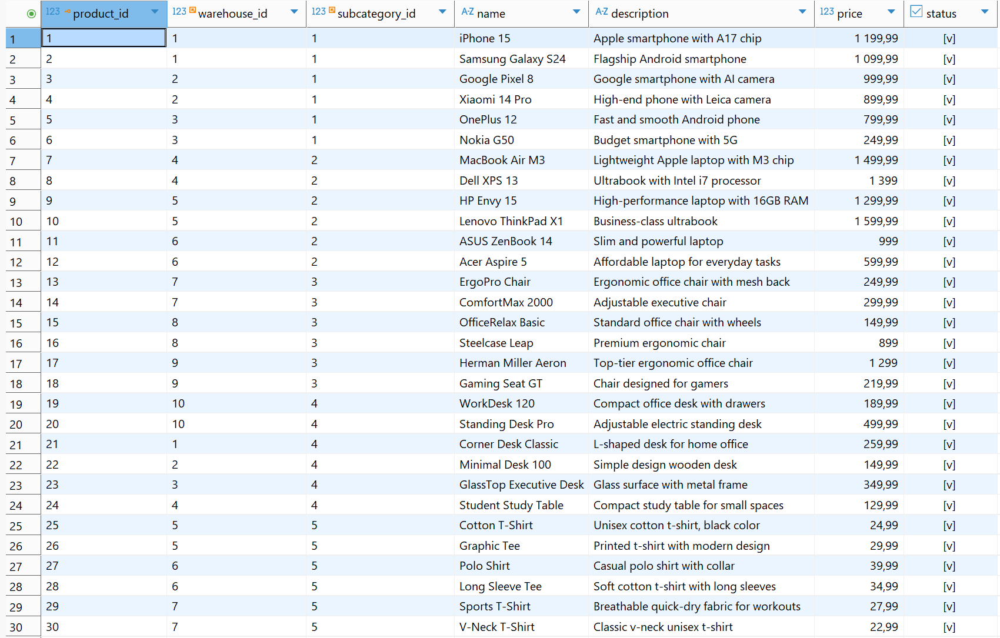 123 product_id 123 warehouse_id 123 subcategory_id A-Z name A-Z description 123 price status
1 1 1 1 iPhone 15 Apple smartphone with A17 chip 1 199,99 [v]
2 2 1 1 Samsung Galaxy S24 Flagship Android smartphone 1 099,99 [v]
3 3 2 1 Google Pixel 8 Google smartphone with AI camera 999,99 [v]
4 4 2 1 Xiaomi 14 Pro High-end phone with Leica camera 899,99 [v]
5 5 3 1 OnePlus 12 Fast and smooth Android phone 799,99 [v]
6 6 3 1 Nokia G50 Budget smartphone with 5G 249,99 [v]
7 7 4 2 MacBook Air M3 Lightweight Apple laptop with M3 chip 1 499,99 [v]
8 8 4 2 Dell XPS 13 Ultrabook with Intel i7 processor 1 399 [v]
9 9 5 2 HP Envy 15 High-performance laptop with 16GB RAM 1 299,99 [v]
10 10 5 2 Lenovo ThinkPad X1 Business-class ultrabook 1 599,99 [v]
11 11 6 2 ASUS ZenBook 14 Slim and powerful laptop 999 [v]
12 12 6 2 Acer Aspire 5 Affordable laptop for everyday tasks 599,99 [v]
13 13 7 3 ErgoPro Chair Ergonomic office chair with mesh back 249,99 [v]
14 14 7 3 ComfortMax 2000 Adjustable executive chair 299,99 [v]
15 15 8 3 OfficeRelax Basic Standard office chair with wheels 149,99 [v]
16 16 8 3 Steelcase Leap Premium ergonomic chair 899 [v]
17 17 9 3 Herman Miller Aeron Top-tier ergonomic office chair 1 299 [v]
18 18 9 3 Gaming Seat GT Chair designed for gamers 219,99 [v]
19 19 10 4 WorkDesk 120 Compact office desk with drawers 189,99 [v]
20 20 10 4 Standing Desk Pro Adjustable electric standing desk 499,99 [v]
21 21 1 4 Corner Desk Classic L-shaped desk for home office 259,99 [v]
22 22 2 4 Minimal Desk 100 Simple design wooden desk 149,99 [v]
23 23 3 4 GlassTop Executive Desk Glass surface with metal frame 349,99 [v]
24 24 4 4 Student Study Table Compact study table for small spaces 129,99 [v]
25 25 5 5 Cotton T-Shirt Unisex cotton t-shirt, black color 24,99 [v]
26 26 5 5 Graphic Tee Printed t-shirt with modern design 29,99 [v]
27 27 6 5 Polo Shirt Casual polo shirt with collar 39,99 [v]
28 28 6 5 Long Sleeve Tee Soft cotton t-shirt with long sleeves 34,99 [v]
29 29 7 5 Sports T-Shirt Breathable quick-dry fabric for workouts 27,99 [v]
30 30 7 5 V-Neck T-Shirt Classic v-neck unisex t-shirt 22,99 [v]